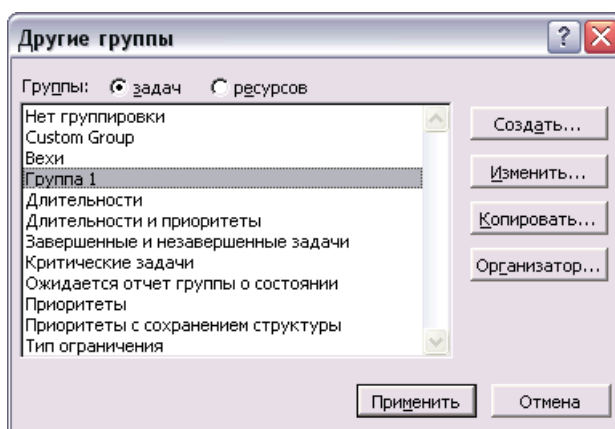 Другие группы
Группы: задач ресурсов
Нет группировки
Custom Group
Вехи
Группа 1
Длительности
Длительности и приоритеты
Завершенные и незавершенные задачи
Критические задачи
Ожидается отчет группы о состоянии
Приоритеты
Приоритеты с сохранением структуры
Тип ограничения
Создать...
Изменить...
Копировать...
Организатор...
Применить Отмена